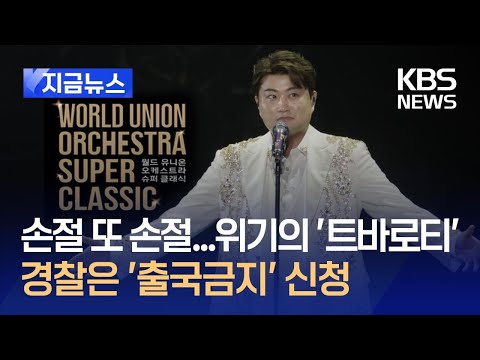 지금뉴스
KBS
NEWS
WORLD UNION
ORCHESTRA
SUPER
CLASSIC
월드 유니온
오케스트라
슈퍼 클래식
손절 또 손절...위기의 '트바로티'
경찰은 '출국금지' 신청